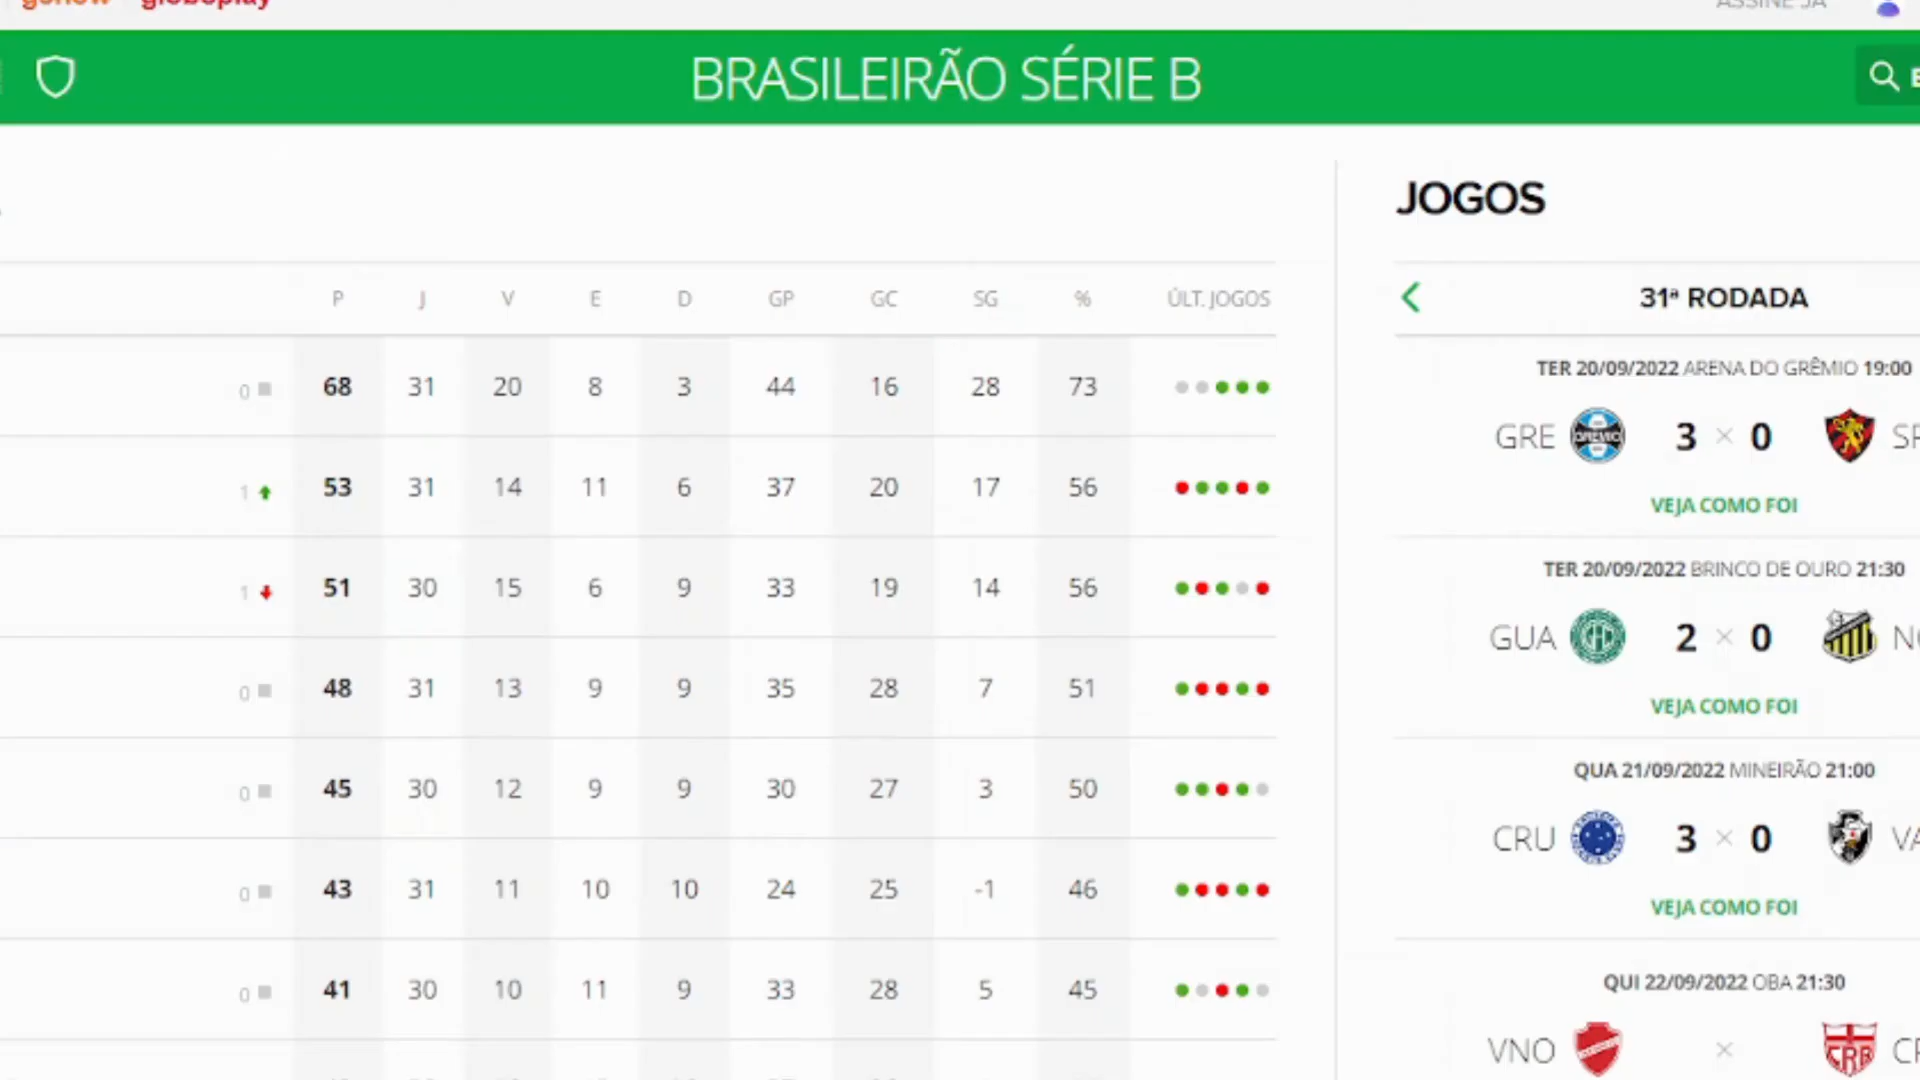 globoplay
ASSINE JÁ
BRASILEIRÃO SÉRIE B
P J V E D GP GC SG % ÚLT. JOGOS
0 68 31 20 8 3 44 16 28 73
1 53 31 14 11 6 37 20 17 56
1 51 30 15 6 9 33 19 14 56
0 48 31 13 9 9 35 28 7 51
0 45 30 12 9 9 30 27 3 50
0 43 31 11 10 10 24 25 -1 46
0 41 30 10 11 9 33 28 5 45
JOGOS
31ª RODADA
TER 20/09/2022 ARENA DO GRÊMIO 19:00
GRE GRÊMIO 3 × 0
VEJA COMO FOI
TER 20/09/2022 BRINCO DE OURO 21:30
GUA GFC 2 × 0
VEJA COMO FOI
QUA 21/09/2022 MINEIRÃO 21:00
CRU 3 × 0
VEJA COMO FOI
QUI 22/09/2022 OBA 21:30
VNO × CRB